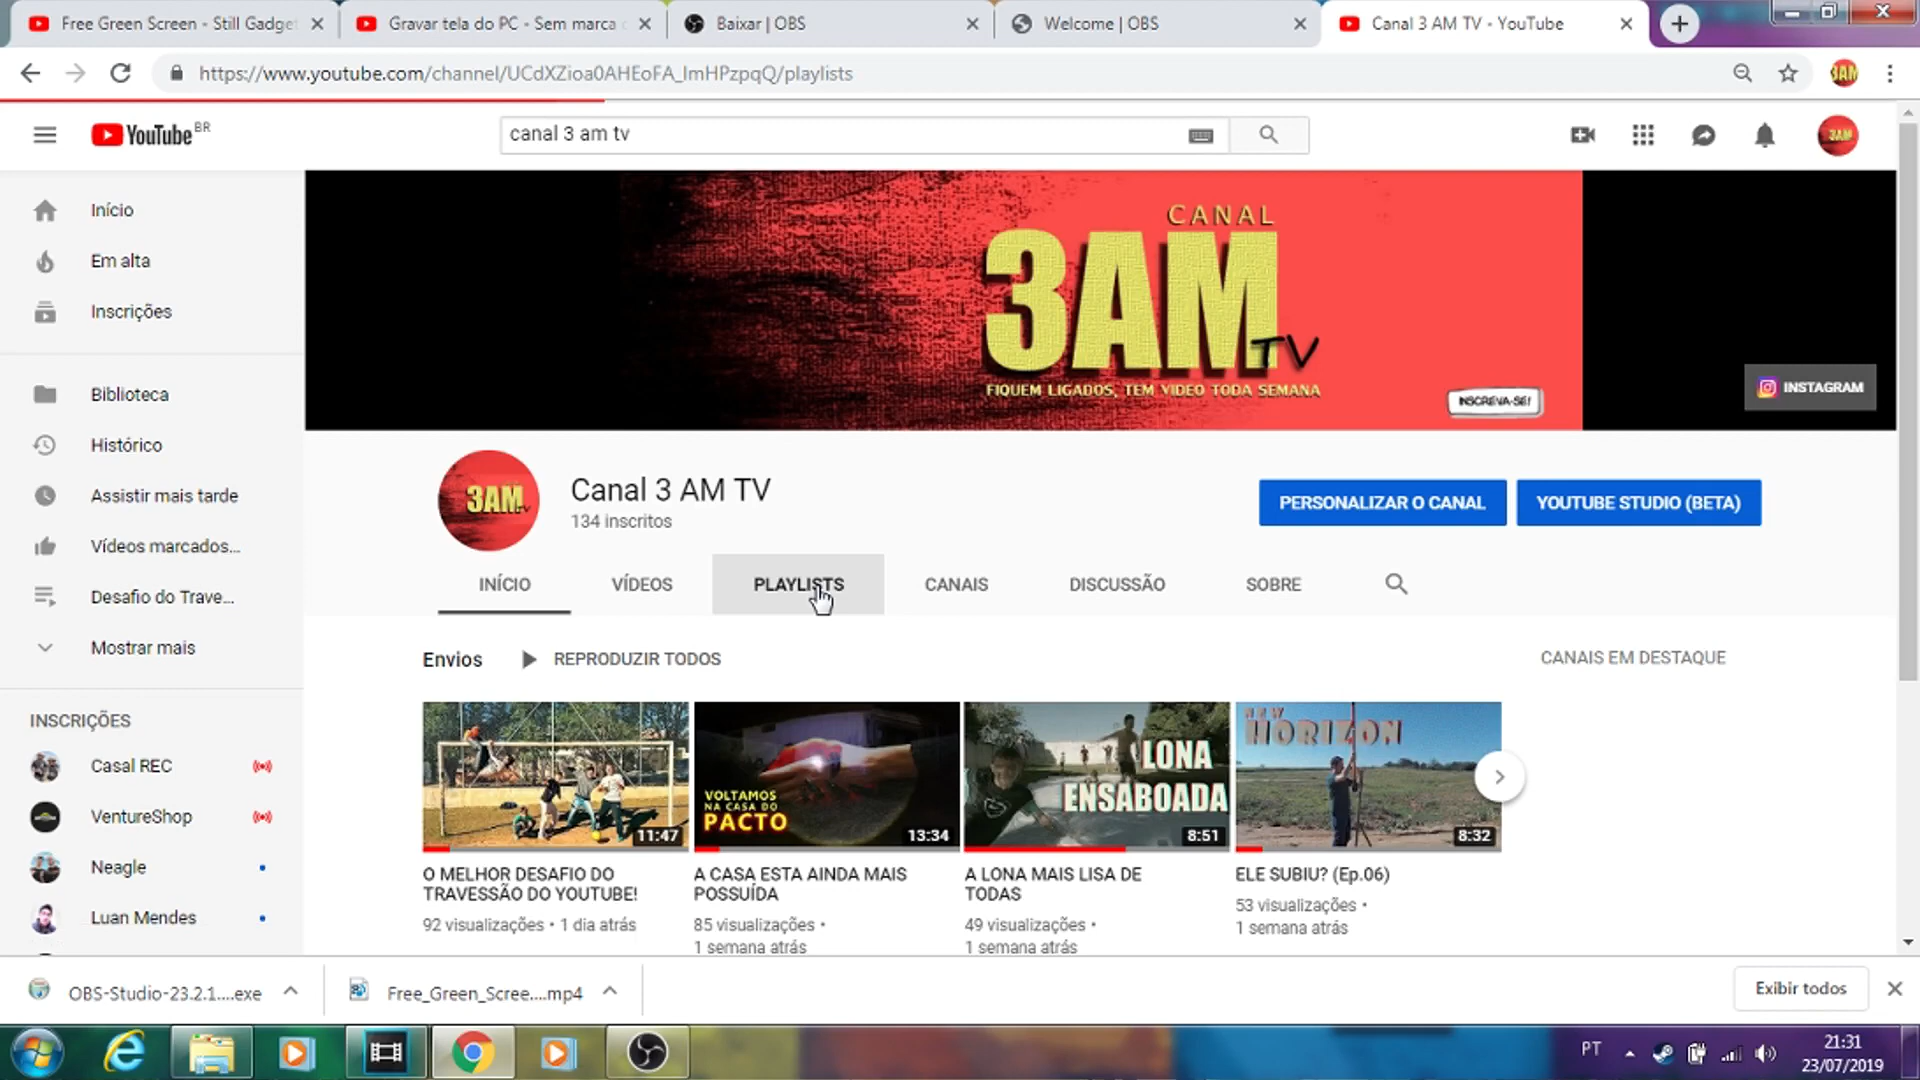 Free Green Screen - Still Gadget
Gravar tela do PC - Sem marca
Baixar | OBS
Welcome | OBS
Canal 3 AM TV - YouTube
https://www.youtube.com/channel/UCdXZioa0AHEoFA_ImHPzpqQ/playlists
3AM
YouTube BR
canal 3 am tv
3AM
Início
Em alta
Inscrições
Biblioteca
Histórico
Assistir mais tarde
Vídeos marcados...
Desafio do Trave...
Mostrar mais
INSCRIÇÕES
Casal REC
VentureShop
Neagle
Luan Mendes
CANAL
3AM
TV
FIQUEM LIGADOS, TEM VIDEO TODA SEMANA
INSCREVA-SE!
INSTAGRAM
3AM TV
Canal 3 AM TV
134 inscritos
PERSONALIZAR O CANAL
YOUTUBE STUDIO (BETA)
INÍCIO
VÍDEOS
PLAYLISTS
CANAIS
DISCUSSÃO
SOBRE
Envios
REPRODUZIR TODOS
CANAIS EM DESTAQUE
11:47
VOLTAMOS
NA CASA DO
PACTO
13:34
LONA
ENSABOADA
8:51
NEW
HORIZON
8:32
O MELHOR DESAFIO DO
TRAVESSÃO DO YOUTUBE!
92 visualizações • 1 dia atrás
A CASA ESTA AINDA MAIS
POSSUÍDA
85 visualizações •
1 semana atrás
A LONA MAIS LISA DE
TODAS
49 visualizações •
1 semana atrás
ELE SUBIU? (Ep.06)
53 visualizações •
1 semana atrás
OBS-Studio-23.2.1....exe
Free_Green_Scree....mp4
Exibir todos
PT
21:31
23/07/2019